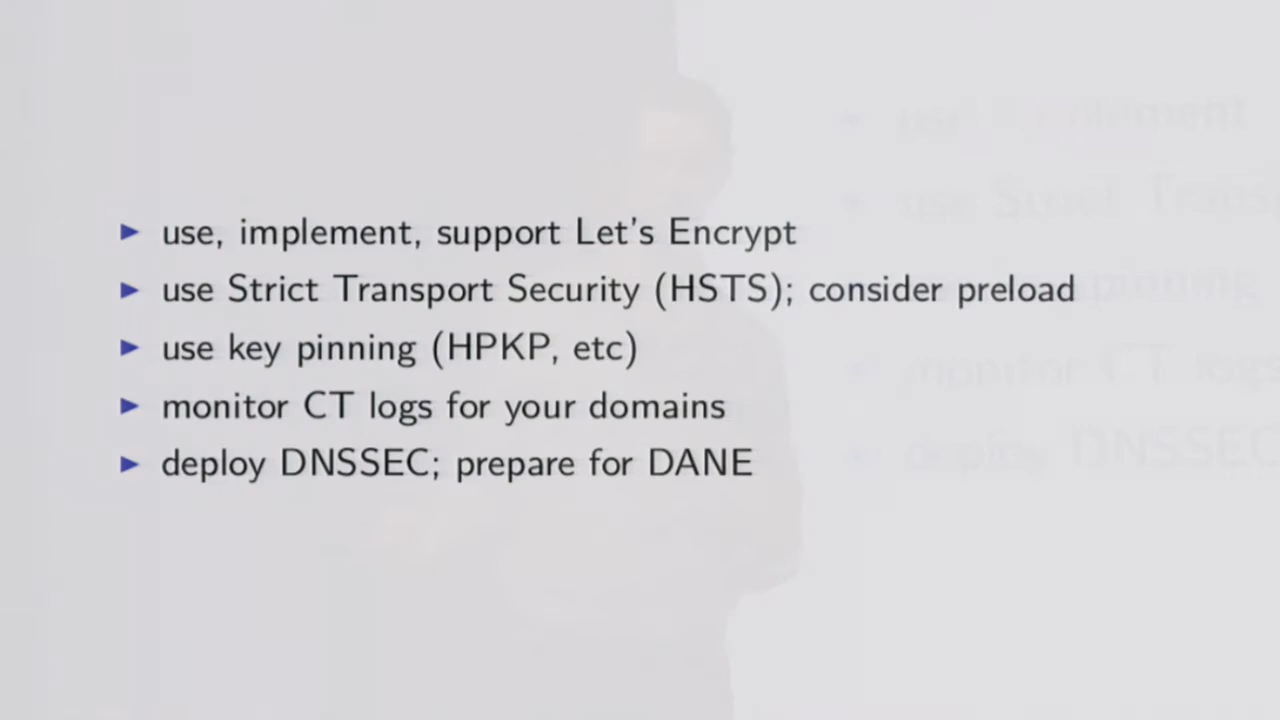 use, implement, support Let's Encrypt
use Strict Transport Security (HSTS); consider preload
use key pinning (HPKP, etc)
monitor CT logs for your domains
deploy DNSSEC; prepare for DANE